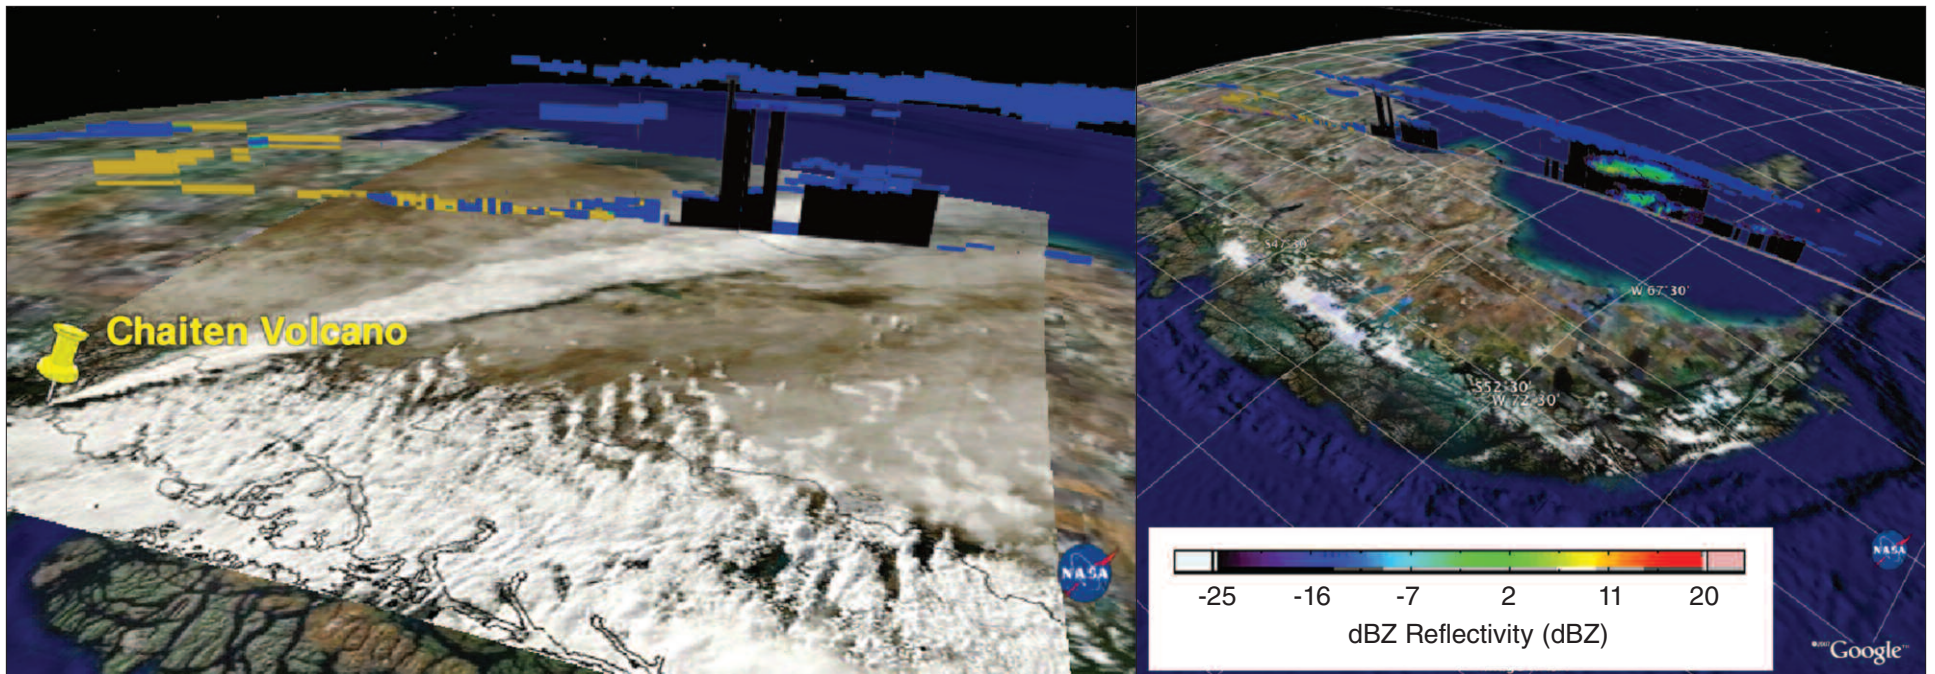 Chaiten Volcano
NASA
S47°30'
W 67°30'
S52°30'
W 72°30'
-25 -16 -7 2 11 20
dBZ Reflectivity (dBZ)
NASA
Google